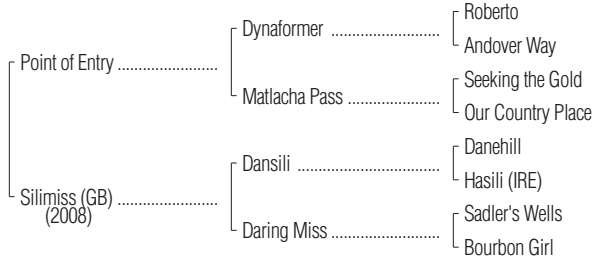 Roberto
Dynaformer ........................
Andover Way
Point of Entry ......................
Seeking the Gold
Matlacha Pass ....................
Our Country Place
Danehill
Dansili ...............................
Hasili (IRE)
Silimiss (GB) ......................
(2008)
Sadler's Wells
Daring Miss ........................
Bourbon Girl